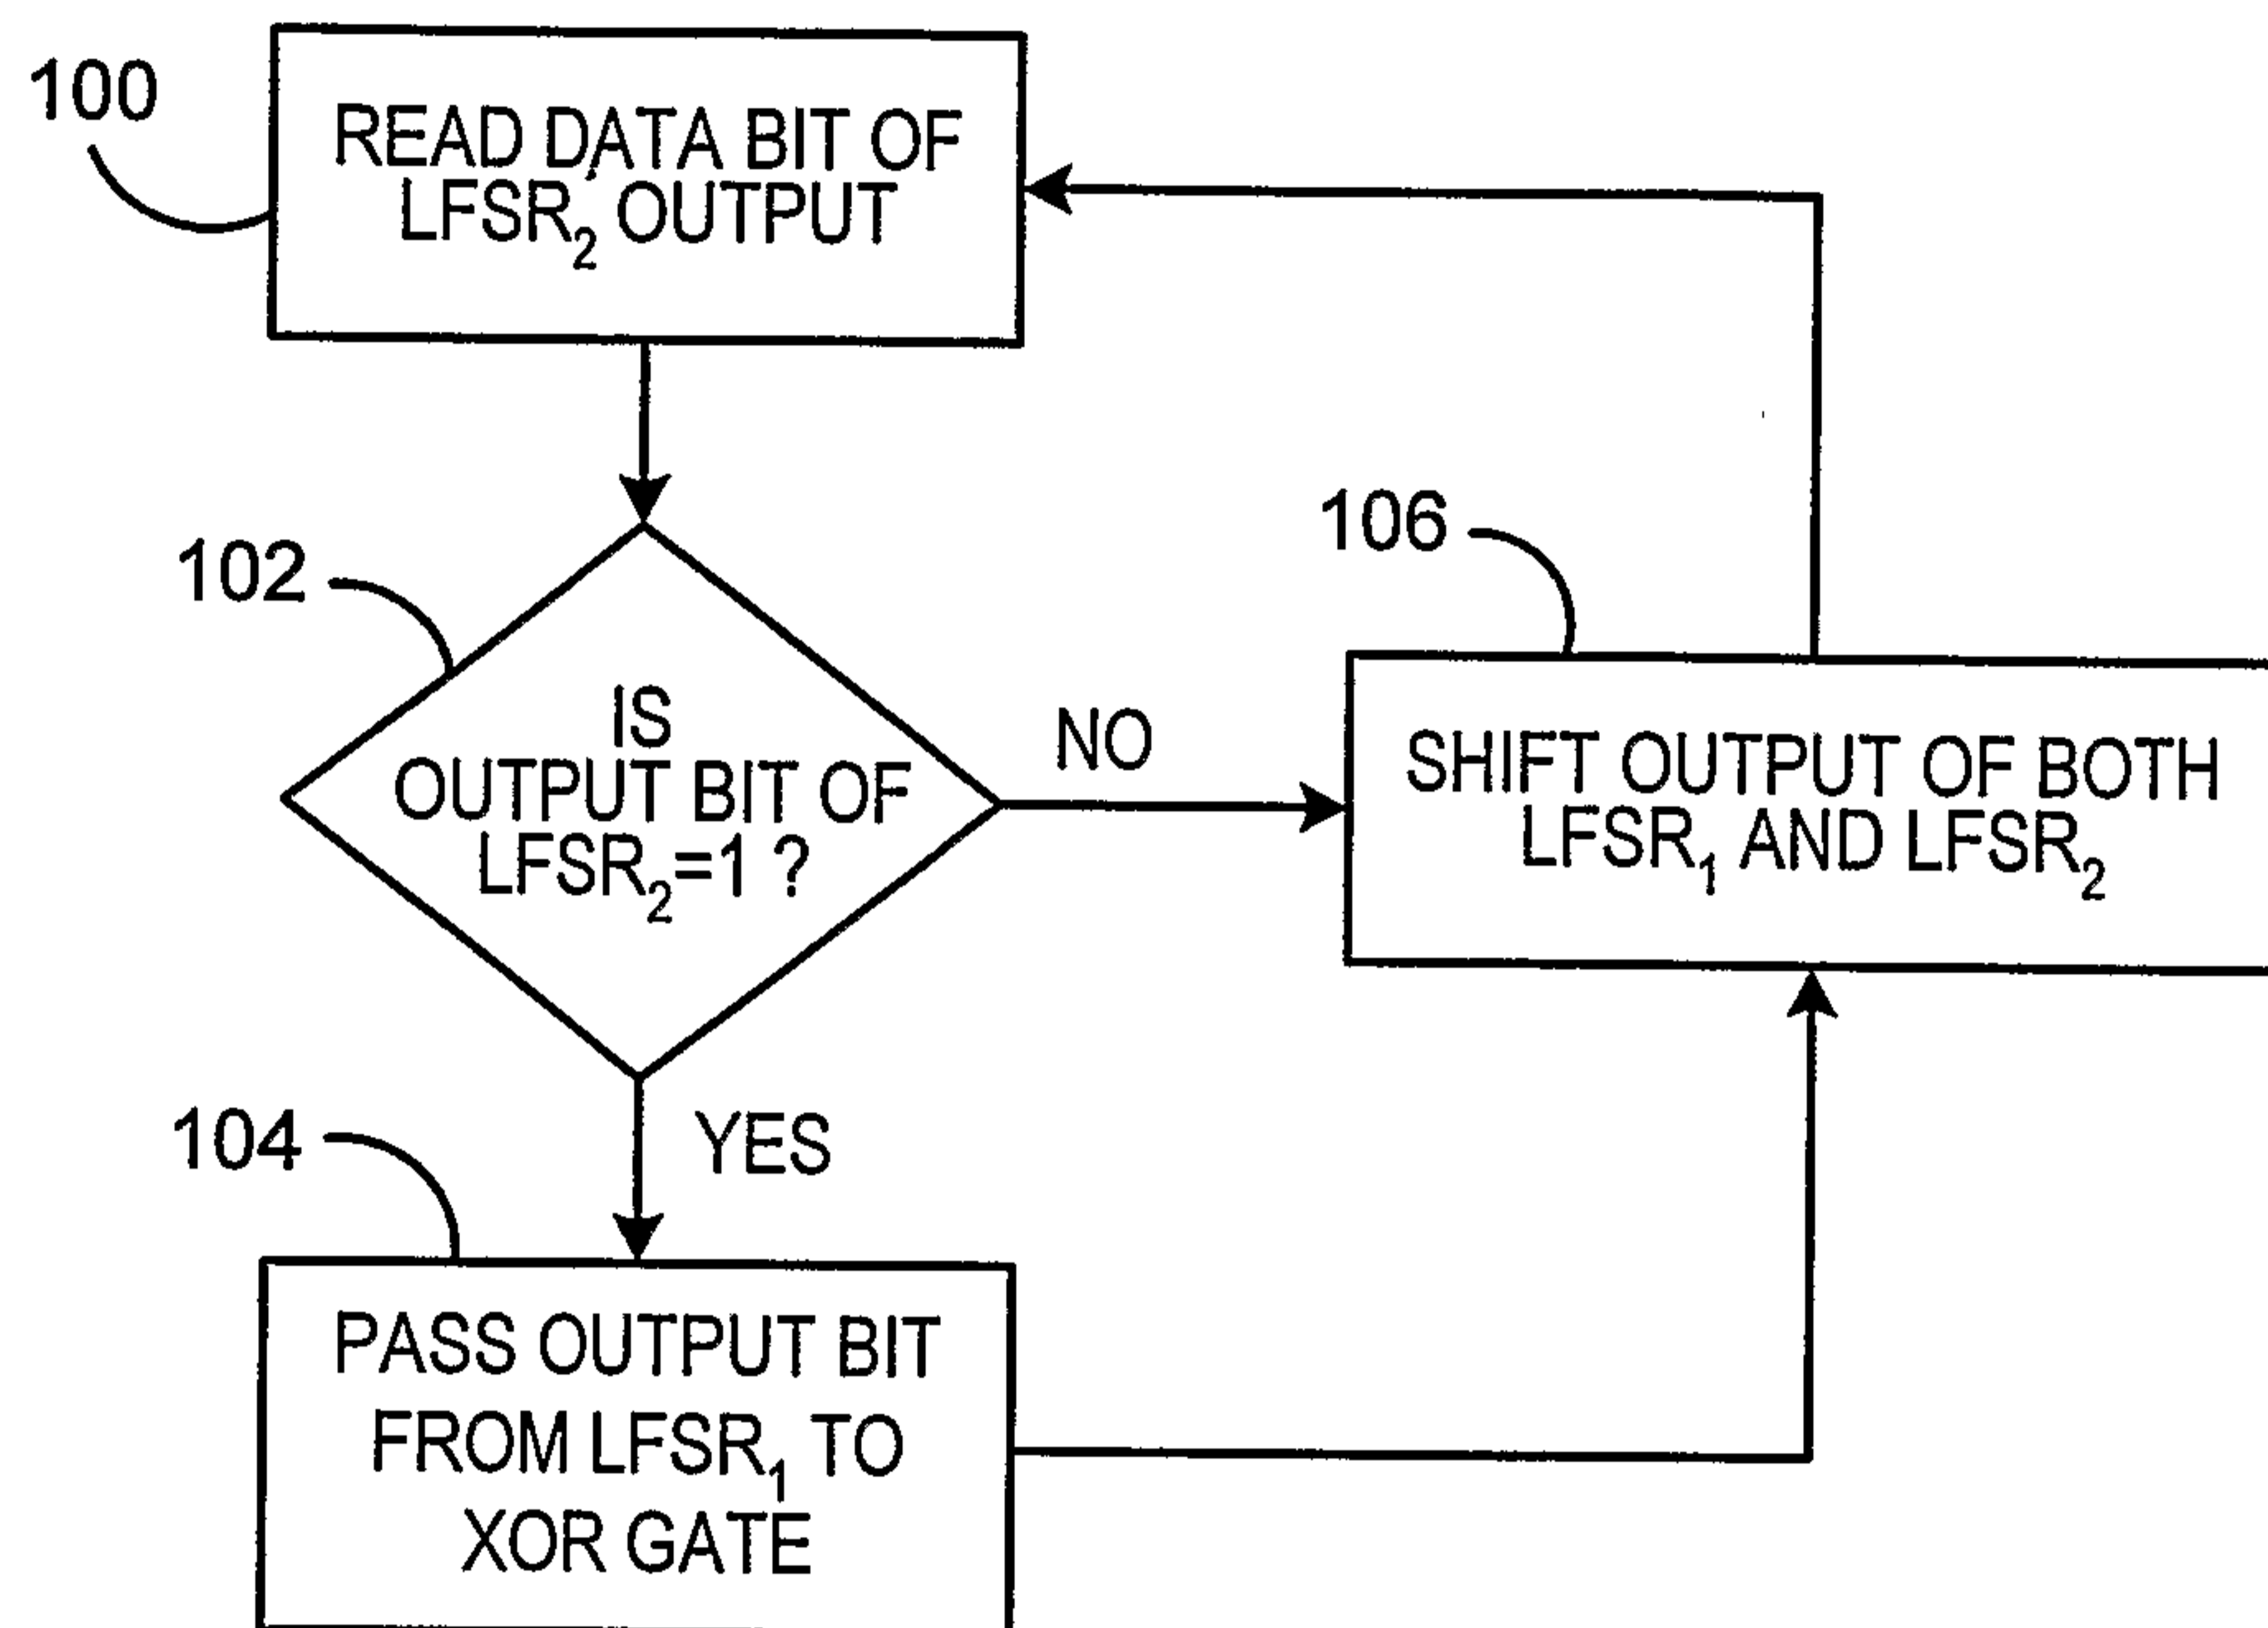 100
READ DATA BIT OF
LFSR₂ OUTPUT
102
IS
OUTPUT BIT OF
LFSR₂=1 ?
NO
106
SHIFT OUTPUT OF BOTH
LFSR₁ AND LFSR₂
YES
104
PASS OUTPUT BIT
FROM LFSR₁ TO
XOR GATE